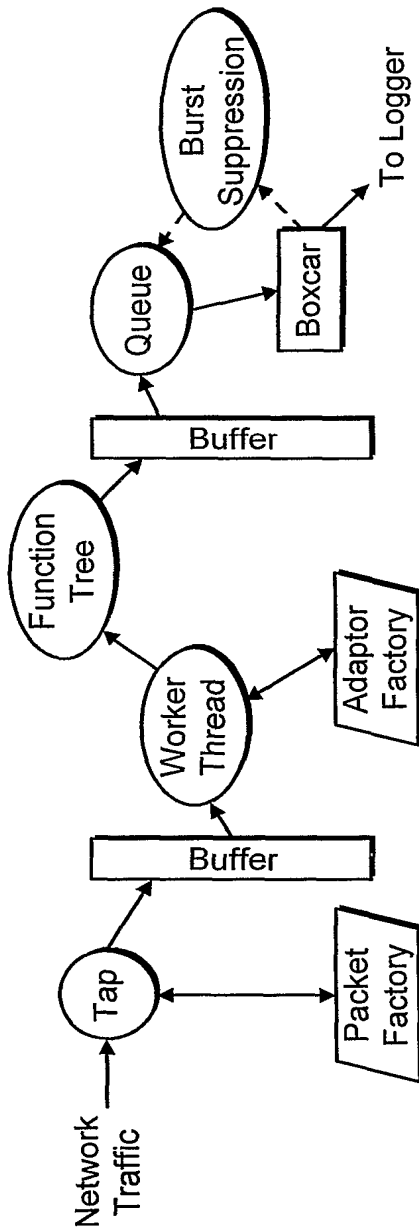 Network
Traffic
Tap
Packet
Factory
Buffer
Worker
Thread
Adaptor
Factory
Function
Tree
Buffer
Queue
Boxcar
Burst
Suppression
To Logger